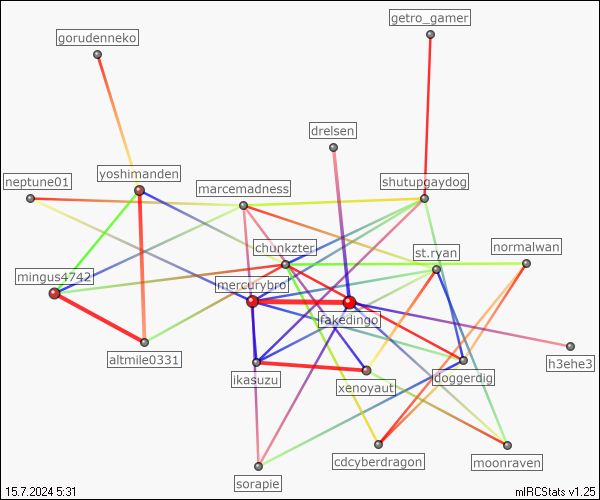 getro_gamer
gorudenneko
drelsen
neptune01
yoshimanden
marcemadness
shutupgaydog
chunkzter
st.ryan
normalwan
mingus4742
mercurybro
fakedingo
altmile0331
h3ehe3
ikasuzu
xenoyaut
doggerdig
cdcyberdragon
moonraven
sorapie
15.7.2024 5:31
mIRCStats v1.25